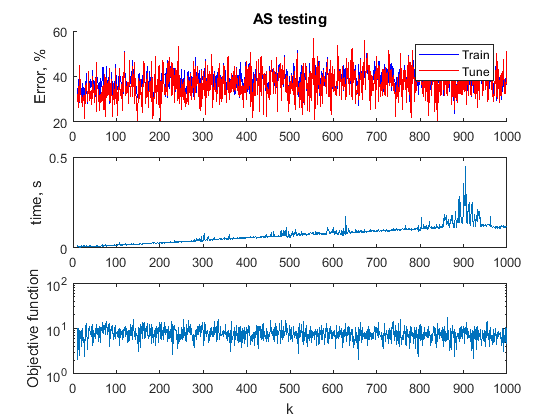 AS testing
60
40
20
Error, %
Train
Tune
0 100 200 300 400 500 600 700 800 900 1000
0.5
0
time, s
0 100 200 300 400 500 600 700 800 900 1000
10^2
10^1
10^0
Objective function
0 100 200 300 400 500 600 700 800 900 1000
k